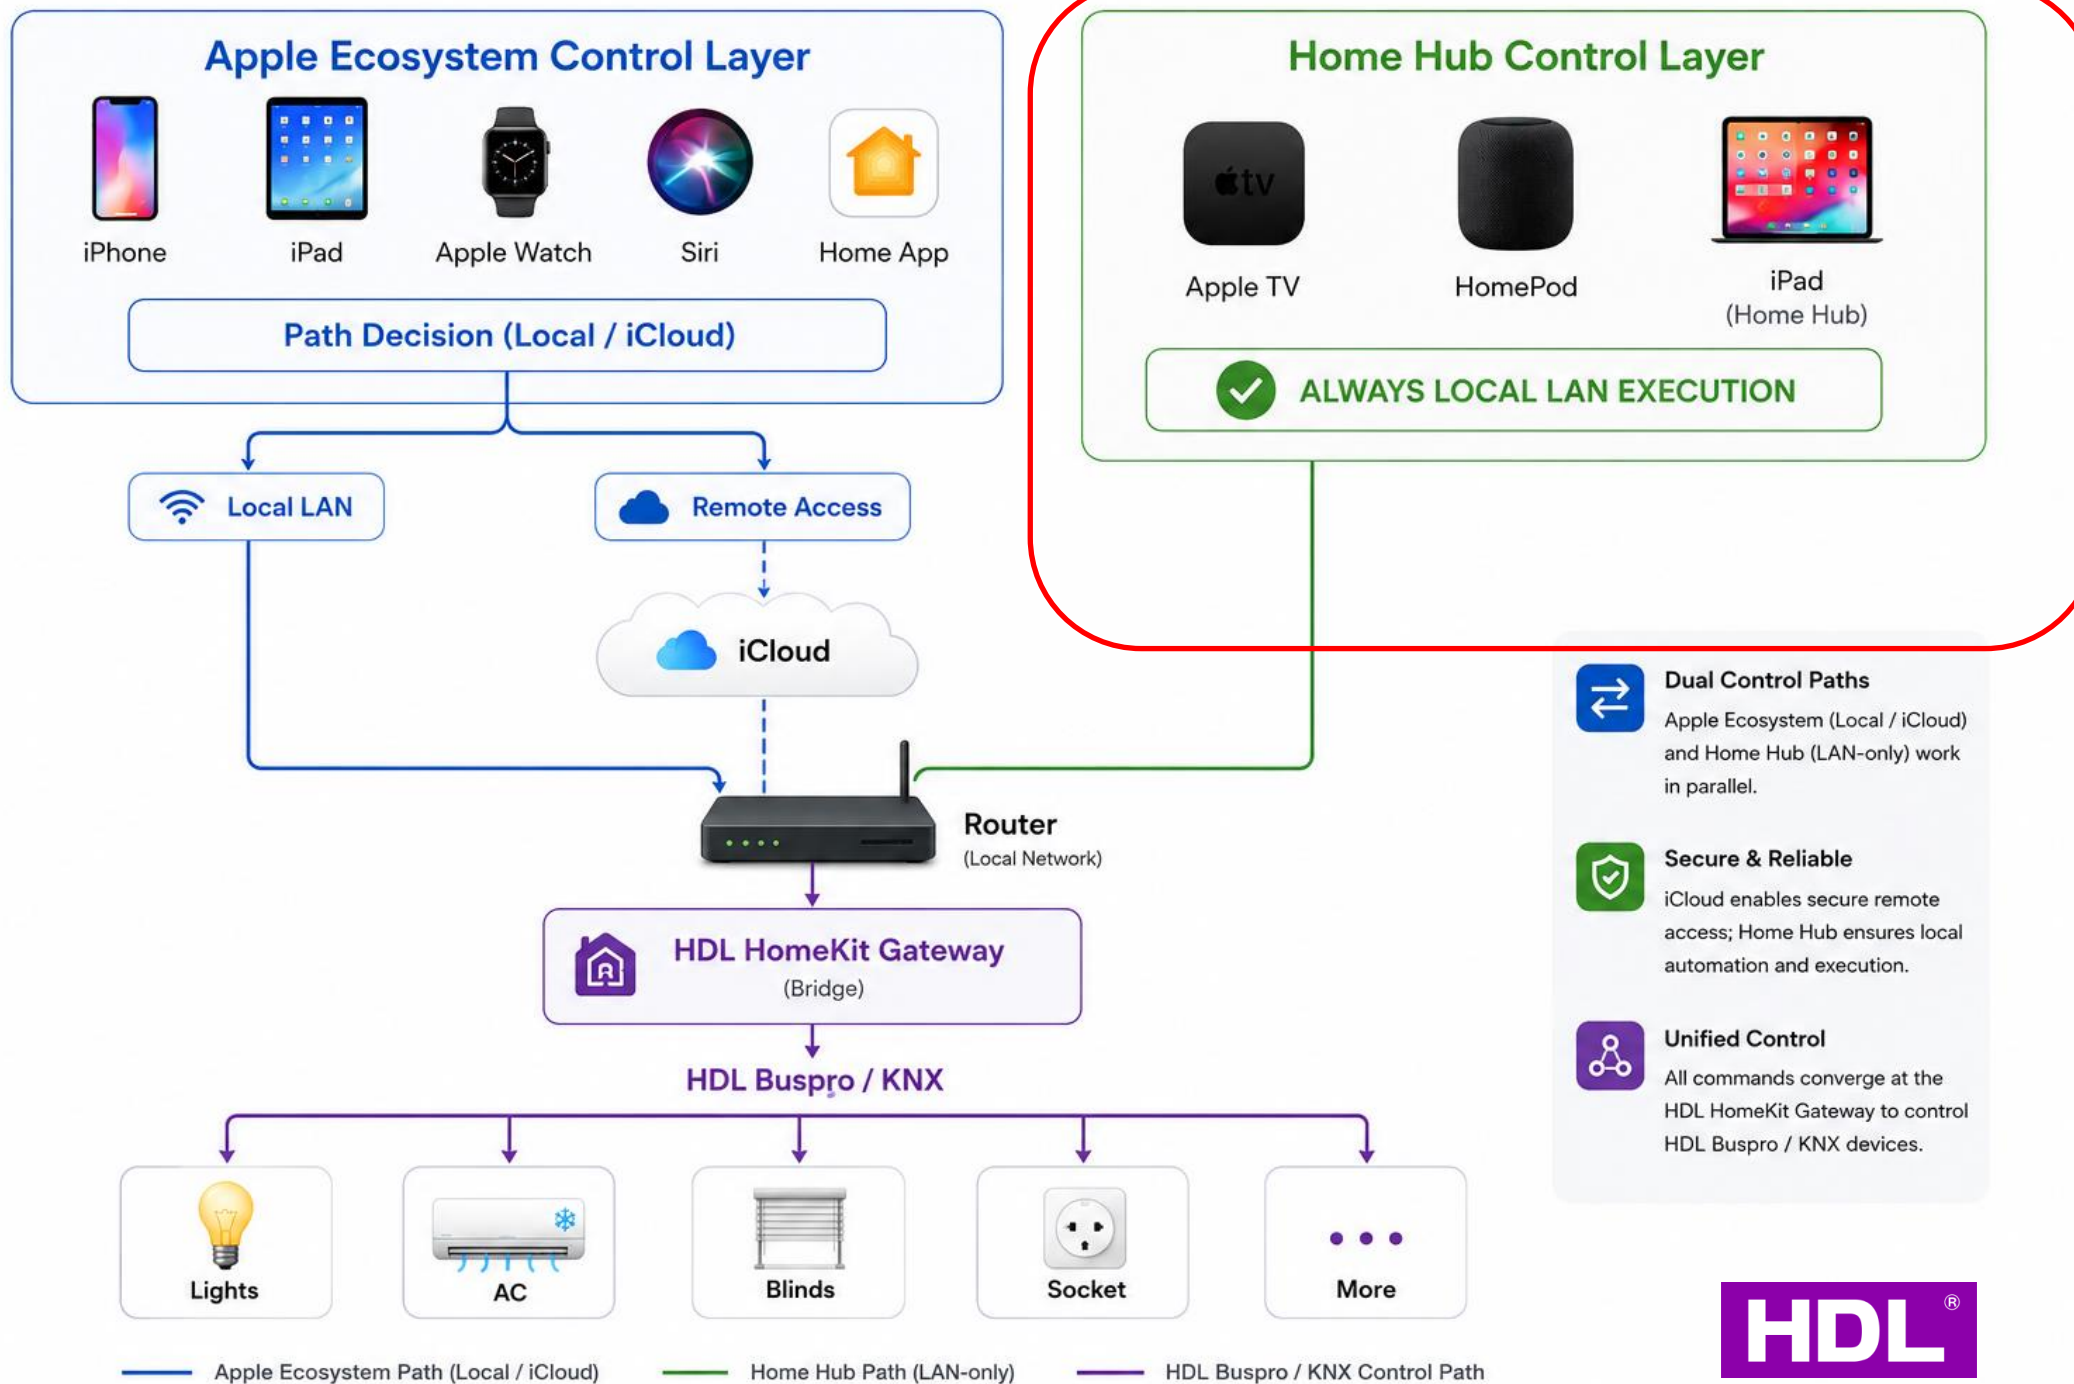 Apple Ecosystem Control Layer
iPhone
iPad
Apple Watch
Siri
Home App
Path Decision (Local / iCloud)
Home Hub Control Layer
tv
Apple TV
HomePod
iPad
(Home Hub)
ALWAYS LOCAL LAN EXECUTION
Local LAN
Remote Access
iCloud
Router
(Local Network)
HDL HomeKit Gateway
(Bridge)
HDL Buspro / KNX
Lights
AC
Blinds
Socket
More
Dual Control Paths
Apple Ecosystem (Local / iCloud)
and Home Hub (LAN-only) work
in parallel.
Secure & Reliable
iCloud enables secure remote
access; Home Hub ensures local
automation and execution.
Unified Control
All commands converge at the
HDL HomeKit Gateway to control
HDL Buspro / KNX devices.
HDL®
Apple Ecosystem Path (Local / iCloud)
Home Hub Path (LAN-only)
HDL Buspro / KNX Control Path